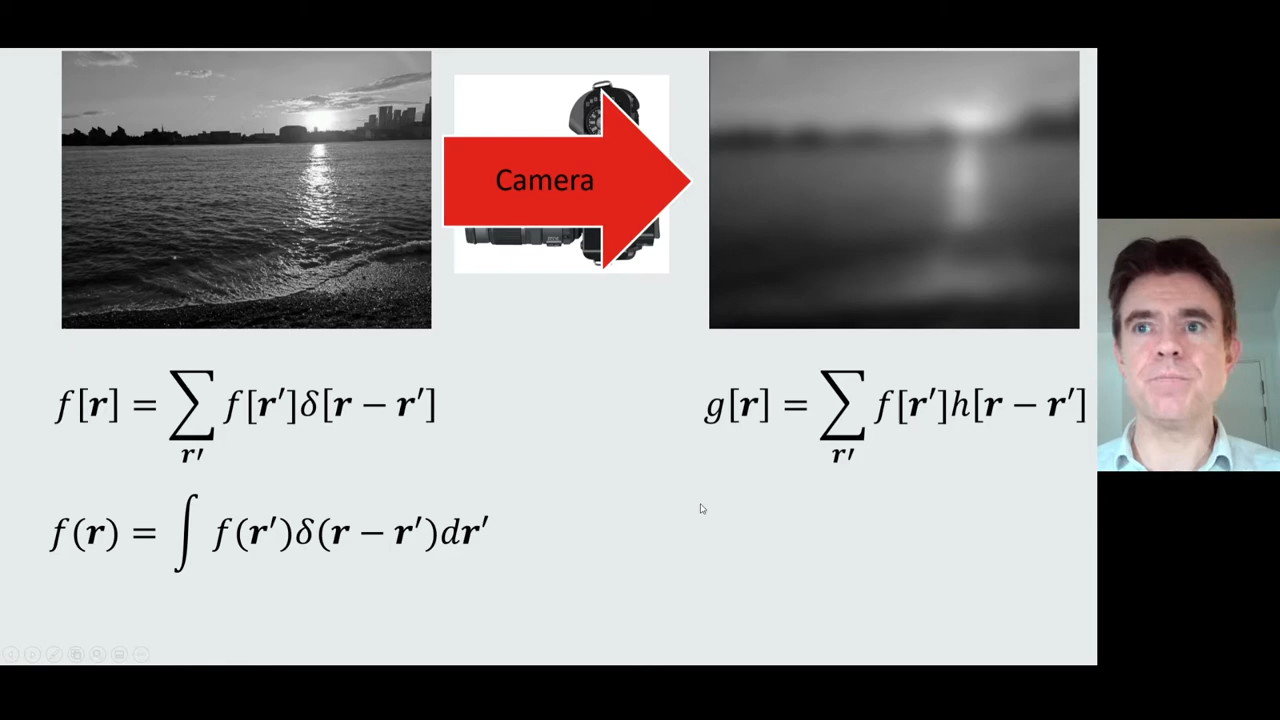 Camera
f[r] = ∑_{r′} f[r′]δ[r − r′]
g[r] = ∑_{r′} f[r′]h[r − r′]
f(r) = ∫ f(r′)δ(r − r′)dr′